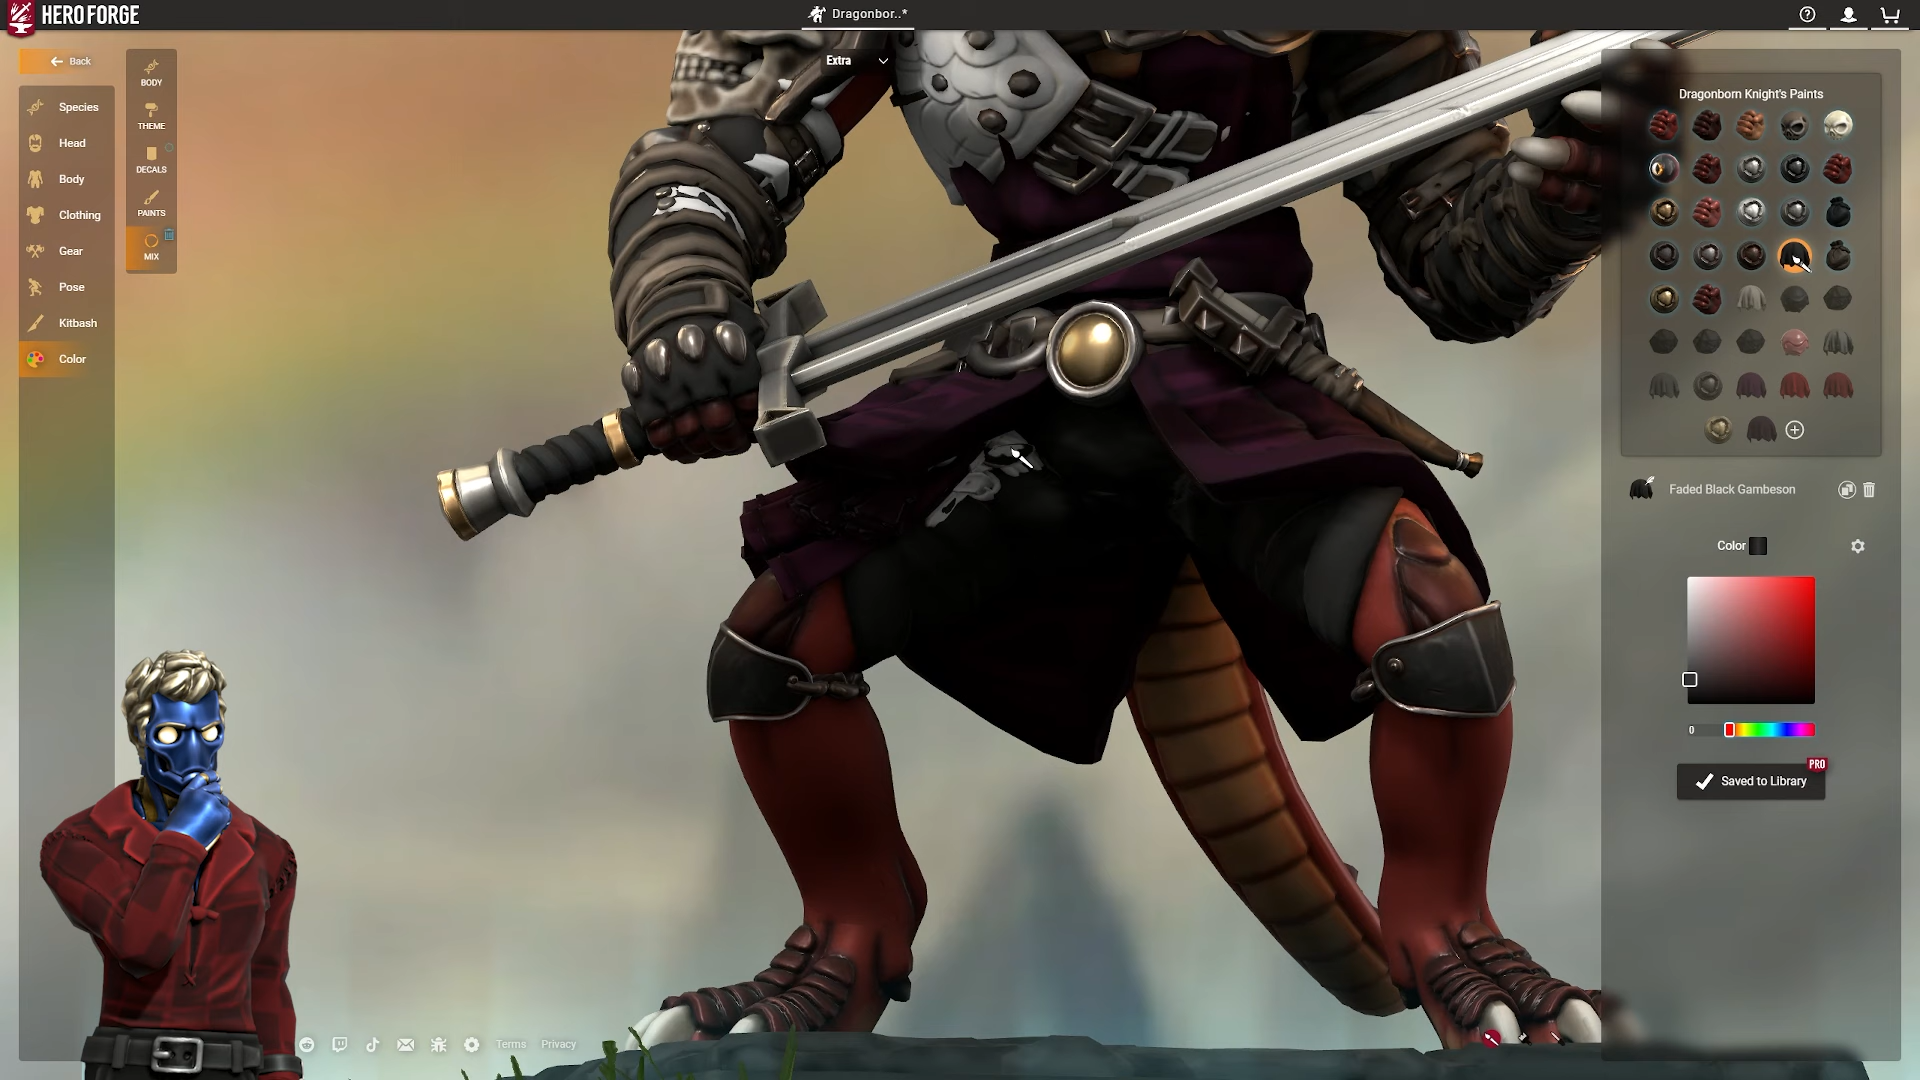 HERO FORGE
Dragonbor..*
Back
Species
Head
Body
Clothing
Gear
Pose
Kitbash
Color
BODY
THEME
DECALS
PAINTS
MIX
Extra
Dragonborn Knight's Paints
Faded Black Gambeson
Color
0
PRO
Saved to Library
Terms
Privacy